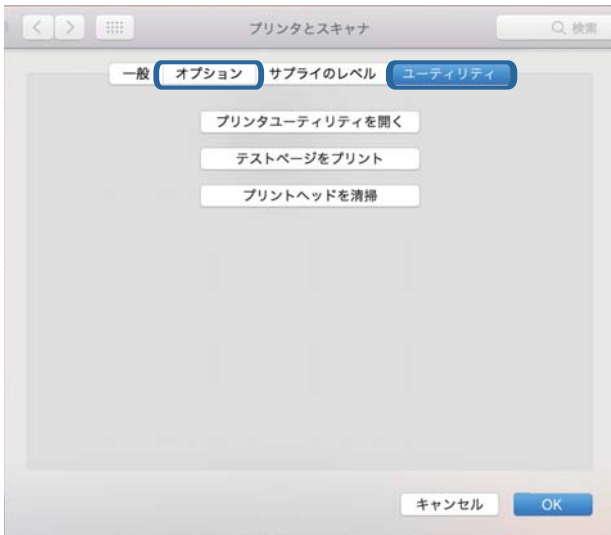 プリンタとスキャナ
検索
一般 オプション サプライのレベル ユーティリティ
プリンタユーティリティを開く
テストページをプリント
プリントヘッドを清掃
キャンセル OK